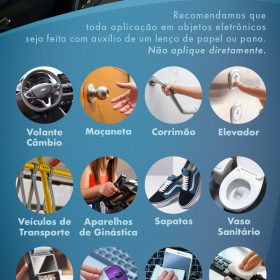 Recomendamos que
toda aplicação em objetos eletrônicos
seja feita com auxílio de um lenço de papel ou pano.
Não aplique diretamente.
Volante
Câmbio
Maçaneta
Corrimão
Elevador
Veículos de
Transporte
Aparelhos
de Ginástica
Sapatos
Vaso
Sanitário